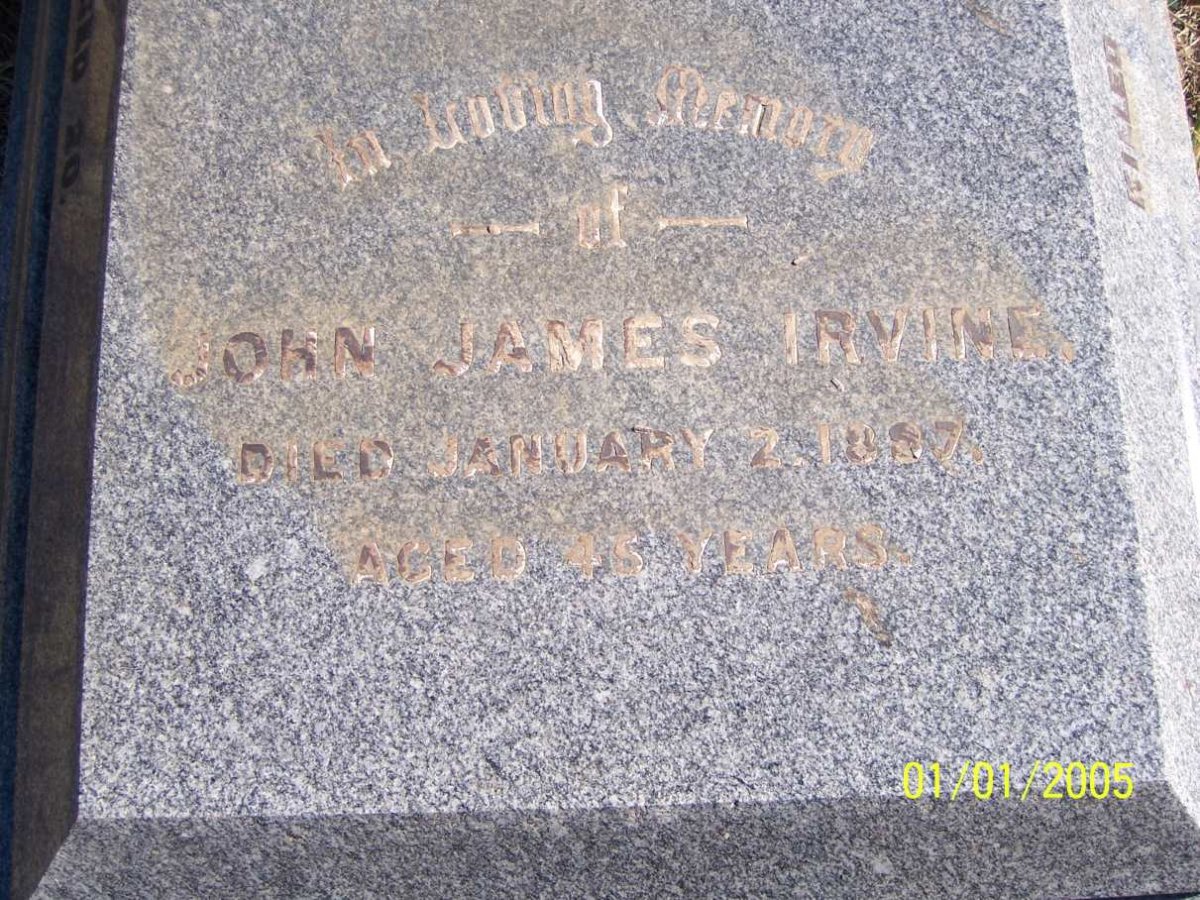 In Loving Memory
of
JOHN JAMES IRVINE.
DIED JANUARY 2. 1897.
AGED 45 YEARS.
01/01/2005